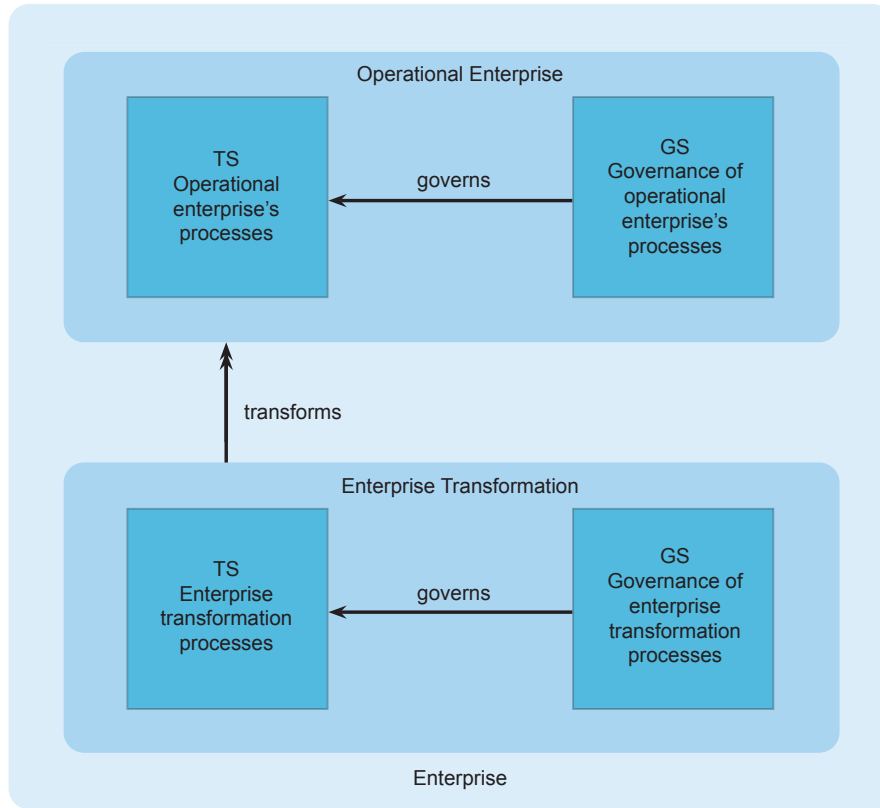 Operational Enterprise
TS
Operational
enterprise’s
processes
governs
GS
Governance of
operational
enterprise’s
processes
transforms
Enterprise Transformation
TS
Enterprise
transformation
processes
governs
GS
Governance of
enterprise
transformation
processes
Enterprise